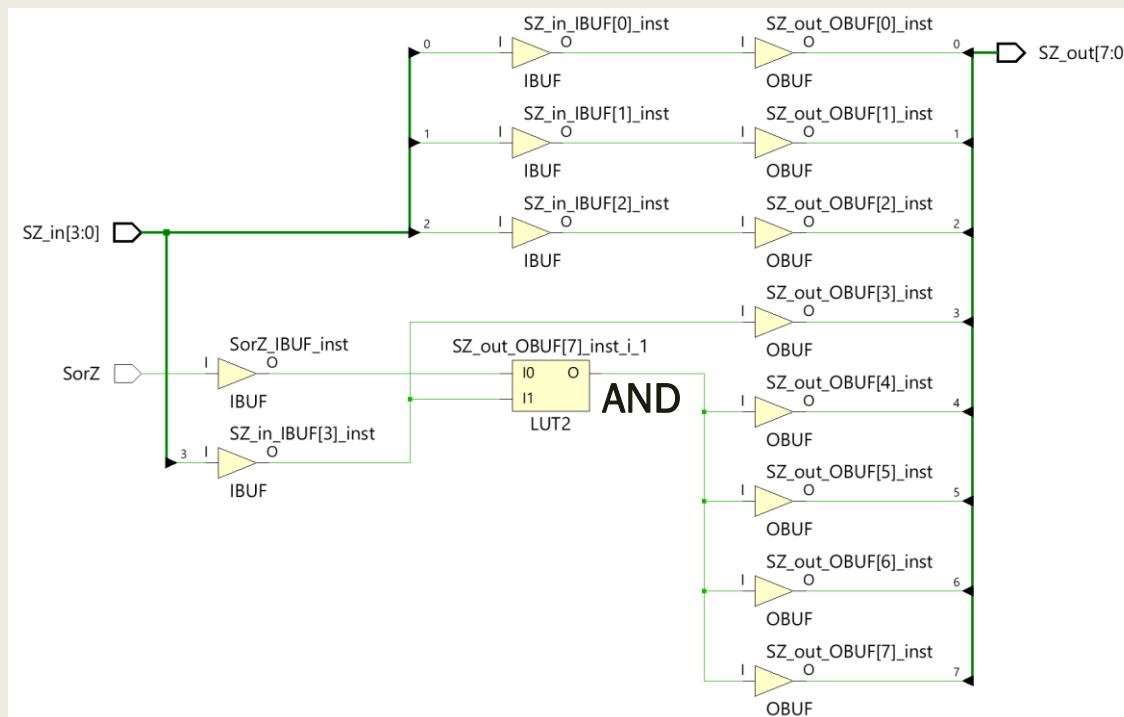 SZ_in_IBUF[0]_inst
SZ_out_OBUF[0]_inst
0 I O I O 0
SZ_out[7:0
IBUF
OBUF
SZ_in_IBUF[1]_inst
SZ_out_OBUF[1]_inst
1 I O I O 1
IBUF
OBUF
SZ_in_IBUF[2]_inst
SZ_out_OBUF[2]_inst
SZ_in[3:0]
2 I O I O 2
IBUF
OBUF
SZ_out_OBUF[3]_inst
I O 3
OBUF
SorZ_IBUF_inst
SZ_out_OBUF[7]_inst_i_1
SorZ
I O
I0 O
I1
AND
IBUF
LUT2
SZ_out_OBUF[4]_inst
I O 4
OBUF
SZ_in_IBUF[3]_inst
3 I O
IBUF
SZ_out_OBUF[5]_inst
I O 5
OBUF
SZ_out_OBUF[6]_inst
I O 6
OBUF
SZ_out_OBUF[7]_inst
I O 7
OBUF